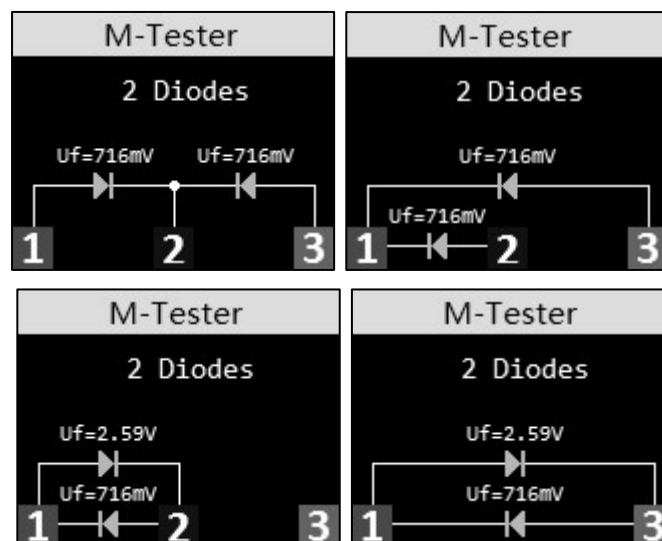 M-Tester
2 Diodes
Uf=716mV Uf=716mV
1 2 3
M-Tester
2 Diodes
Uf=716mV
Uf=716mV
1 2 3
M-Tester
2 Diodes
Uf=2.59V
Uf=716mV
1 2 3
M-Tester
2 Diodes
Uf=2.59V
Uf=716mV
1 3